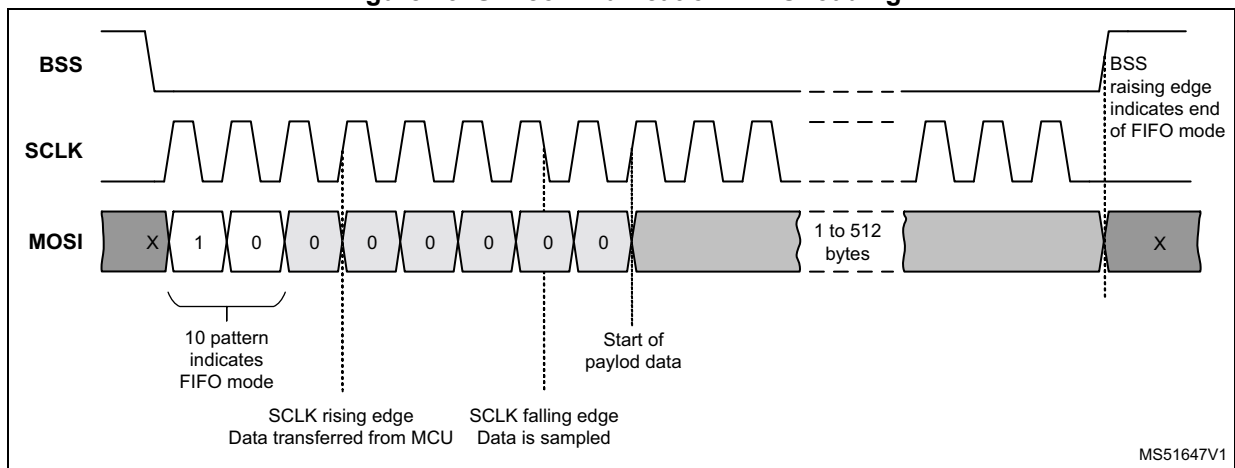 BSS
BSS
raising edge
indicates end
of FIFO mode
SCLK
MOSI
X 1 0 0 0 0 0 0 0 1 to 512 X
bytes
10 pattern
indicates
FIFO mode
Start of
paylod data
SCLK rising edge
Data transferred from MCU
SCLK falling edge
Data is sampled
MS51647V1